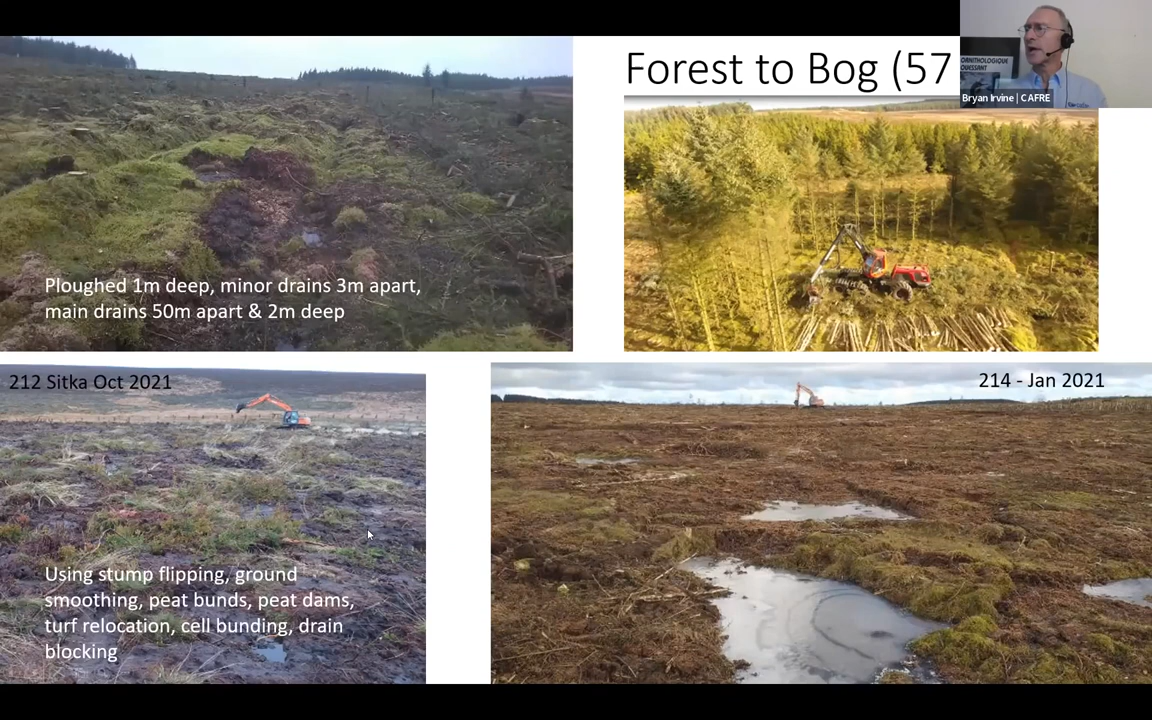 Forest to Bog (57
ORNITHOLOGIQUE
OUESSANT
Bryan Irvine | CAFRE
Ploughed 1m deep, minor drains 3m apart,
main drains 50m apart & 2m deep
212 Sitka Oct 2021
214 - Jan 2021
Using stump flipping, ground
smoothing, peat bunds, peat dams,
turf relocation, cell bunding, drain
blocking